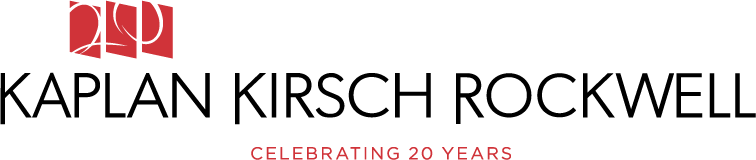 KAPLAN KIRSCH ROCKWELL
CELEBRATING 20 YEARS